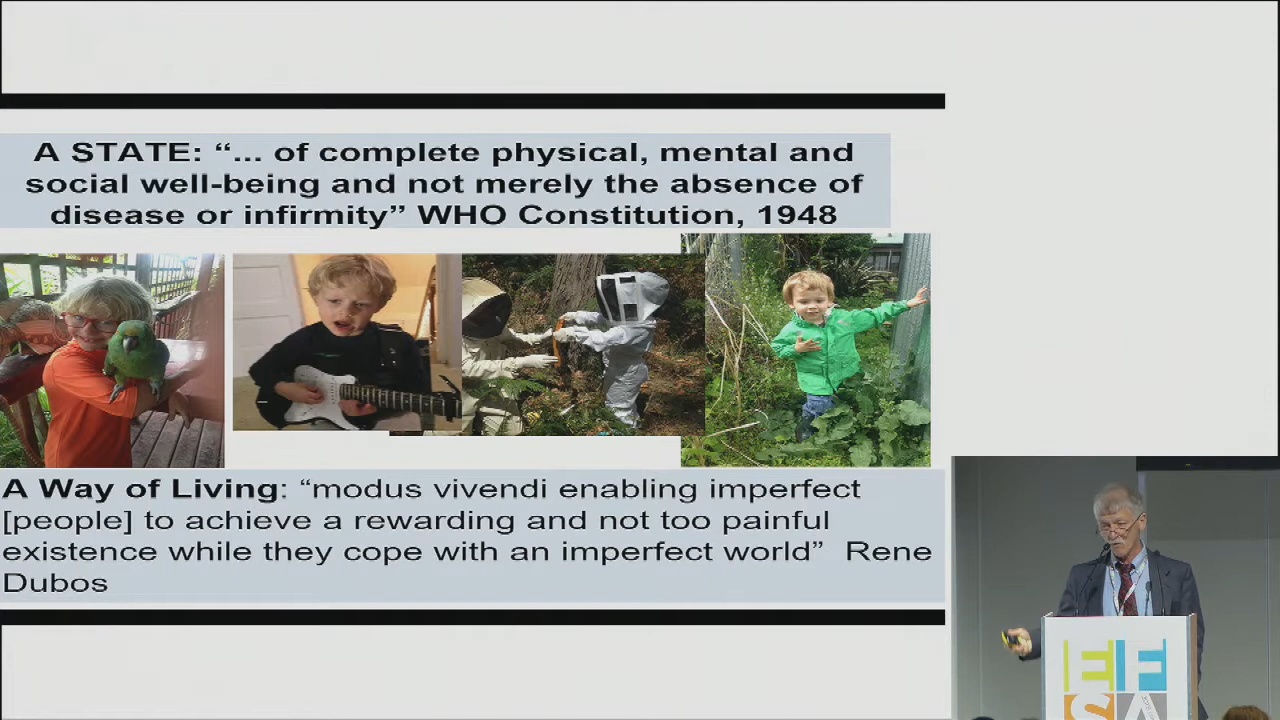 A STATE: “... of complete physical, mental and
social well-being and not merely the absence of
disease or infirmity” WHO Constitution, 1948
A Way of Living: “modus vivendi enabling imperfect
[people] to achieve a rewarding and not too painful
existence while they cope with an imperfect world”  Rene
Dubos
EF
SA